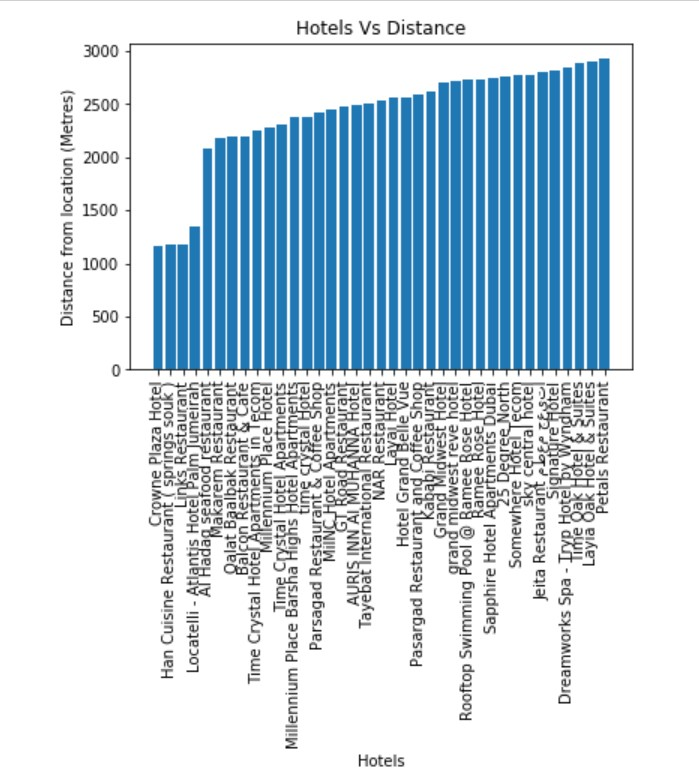 Hotels Vs Distance
Distance from location (Metres)
3000
2500
2000
1500
1000
500
0
Crowne Plaza Hotel
Han Cuisine Restaurant ( springs souk )
Li'l ks Restaurant
Locatelli - Atlantis Hotel Palm Jumeirah
Al Hadaq seafood restaurant
Makarem Restaurant
Qalat Baalbak Restaurant
Balcon Restaurant & Cafe
Time Crystal Hotel Apartments in Tecom
Millennium Place Hotel
Time Crystal Hotel Apartments
Millennium Place Barsha Highs Hotel Apartments
time crystal Hotel
Parsagad Restaurant & Coffee Shop
MiiNC Hotel Apartments
GT Road Restaurant
AURIS INN Al MUHANNA Hotel
Tayebat International Restaurant
NAR Restaurant
Layal Hotel
Hotel Grand Belle Vue
Pasargad Restaurant and Coffee Shop
Kababi Restaurant
Grand Midwest Hotel
grand midwest reve hotel
Rooftop Swimming Pool @ Ramee Rose Hotel
Ramee Rose Hotel
Sapphire Hotel Apartments Dubai
25 Degree North
Somewhere Hotel Tecom
sky central hotel
Jeita Restaurant
Signature Hotel
Dreamworks Spa - Tryp Hotel by Wyndham
Time Oak Hotel & Suites
Layia Oak Hotel & Suites
Petals Restaurant
Hotels